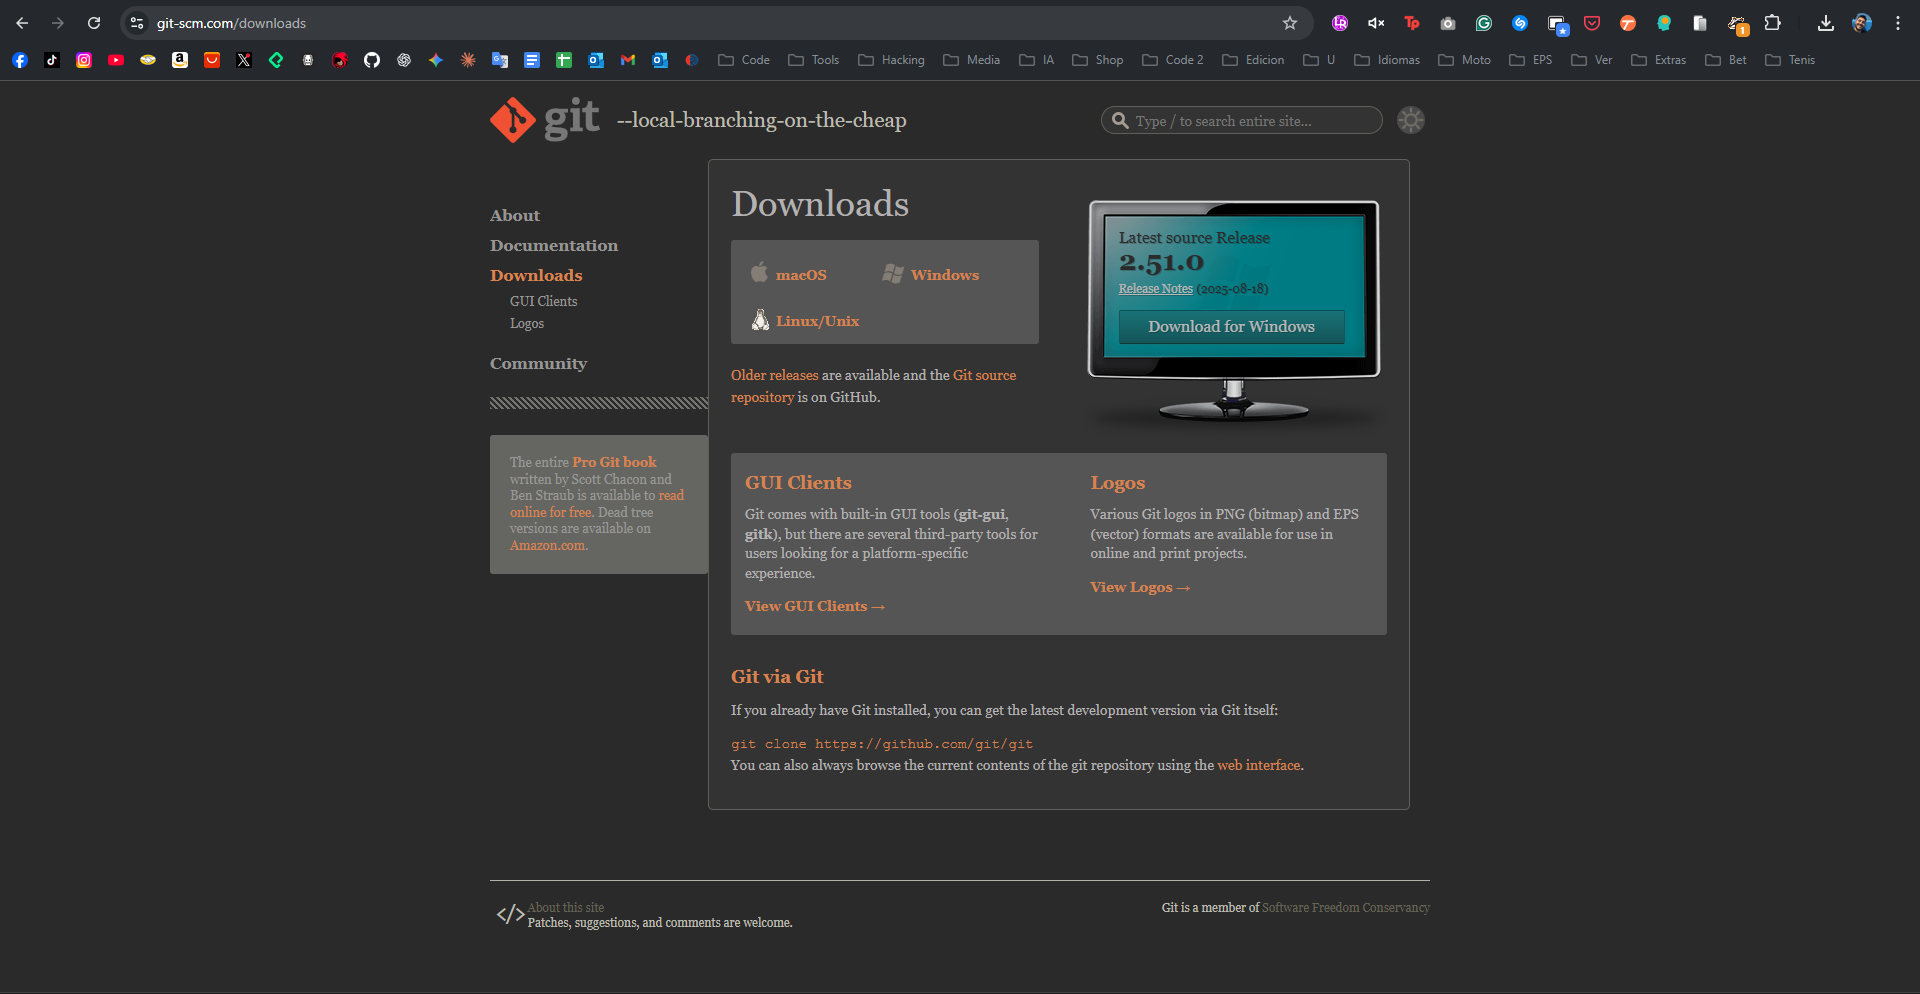 git-scm.com/downloads
Code
Tools
Hacking
Media
IA
Shop
Code 2
Edicion
U
Idiomas
Moto
EPS
Ver
Extras
Bet
Tenis
git --local-branching-on-the-cheap
Type / to search entire site...
About
Documentation
Downloads
GUI Clients
Logos
Community
The entire Pro Git book
written by Scott Chacon and
Ben Straub is available to read
online for free. Dead tree
versions are available on
Amazon.com.
Downloads
macOS
Windows
Linux/Unix
Older releases are available and the Git source
repository is on GitHub.
Latest source Release
2.51.0
Release Notes (2025-08-18)
Download for Windows
GUI Clients
Git comes with built-in GUI tools (git-gui,
gitk), but there are several third-party tools for
users looking for a platform-specific
experience.
View GUI Clients →
Logos
Various Git logos in PNG (bitmap) and EPS
(vector) formats are available for use in
online and print projects.
View Logos →
Git via Git
If you already have Git installed, you can get the latest development version via Git itself:
git clone https://github.com/git/git
You can also always browse the current contents of the git repository using the web interface.
</> About this site
Patches, suggestions, and comments are welcome.
Git is a member of Software Freedom Conservancy